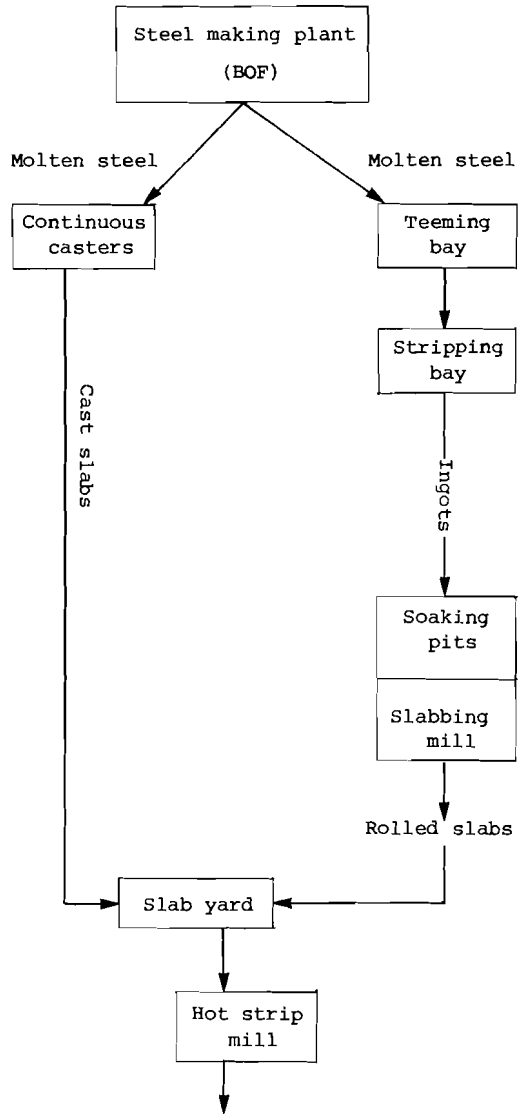 Steel making plant
(BOF)
Molten steel
Molten steel
Continuous
casters
Teeming
bay
Stripping
bay
Cast slabs
Ingots
Soaking
pits
Slabbing
mill
Rolled slabs
Slab yard
Hot strip
mill